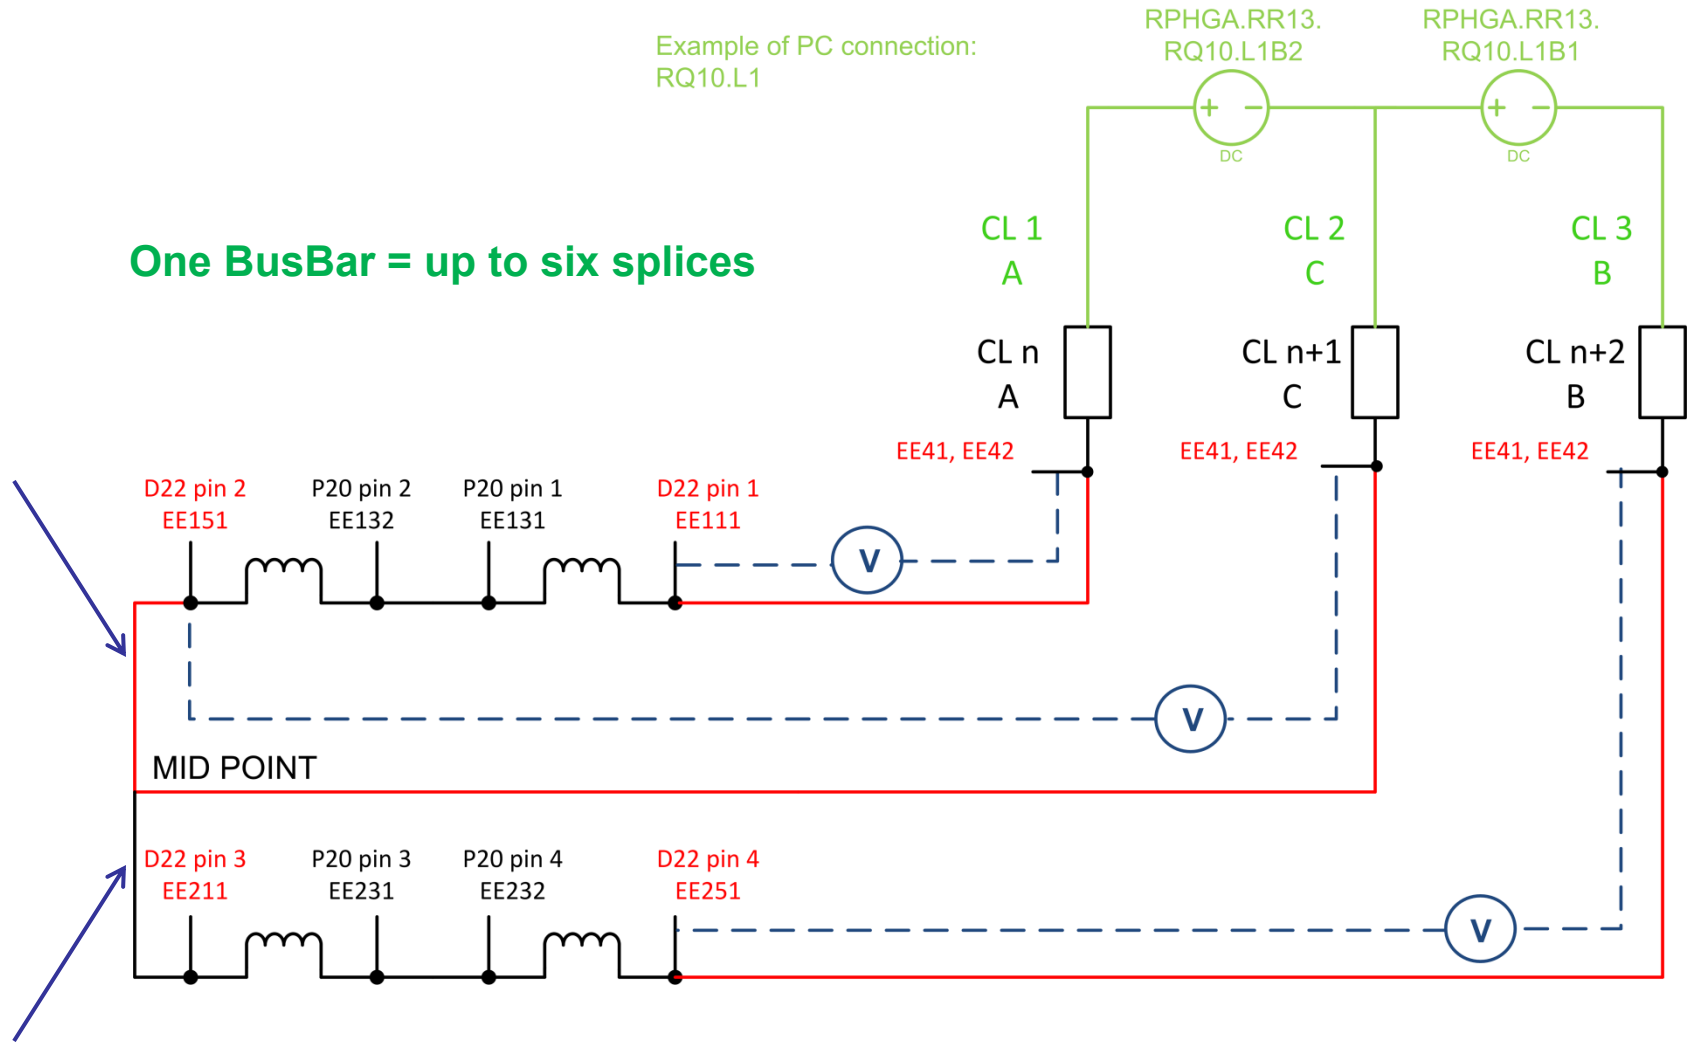 RPHGA.RR13.
RQ10.L1B2
RPHGA.RR13.
RQ10.L1B1
Example of PC connection:
RQ10.L1
+ −
DC
+ −
DC
One BusBar = up to six splices
CL 1
A
CL 2
C
CL 3
B
CL n
A
CL n+1
C
CL n+2
B
EE41, EE42
EE41, EE42
EE41, EE42
D22 pin 2
EE151
P20 pin 2
EE132
P20 pin 1
EE131
D22 pin 1
EE111
V
V
MID POINT
D22 pin 3
EE211
P20 pin 3
EE231
P20 pin 4
EE232
D22 pin 4
EE251
V